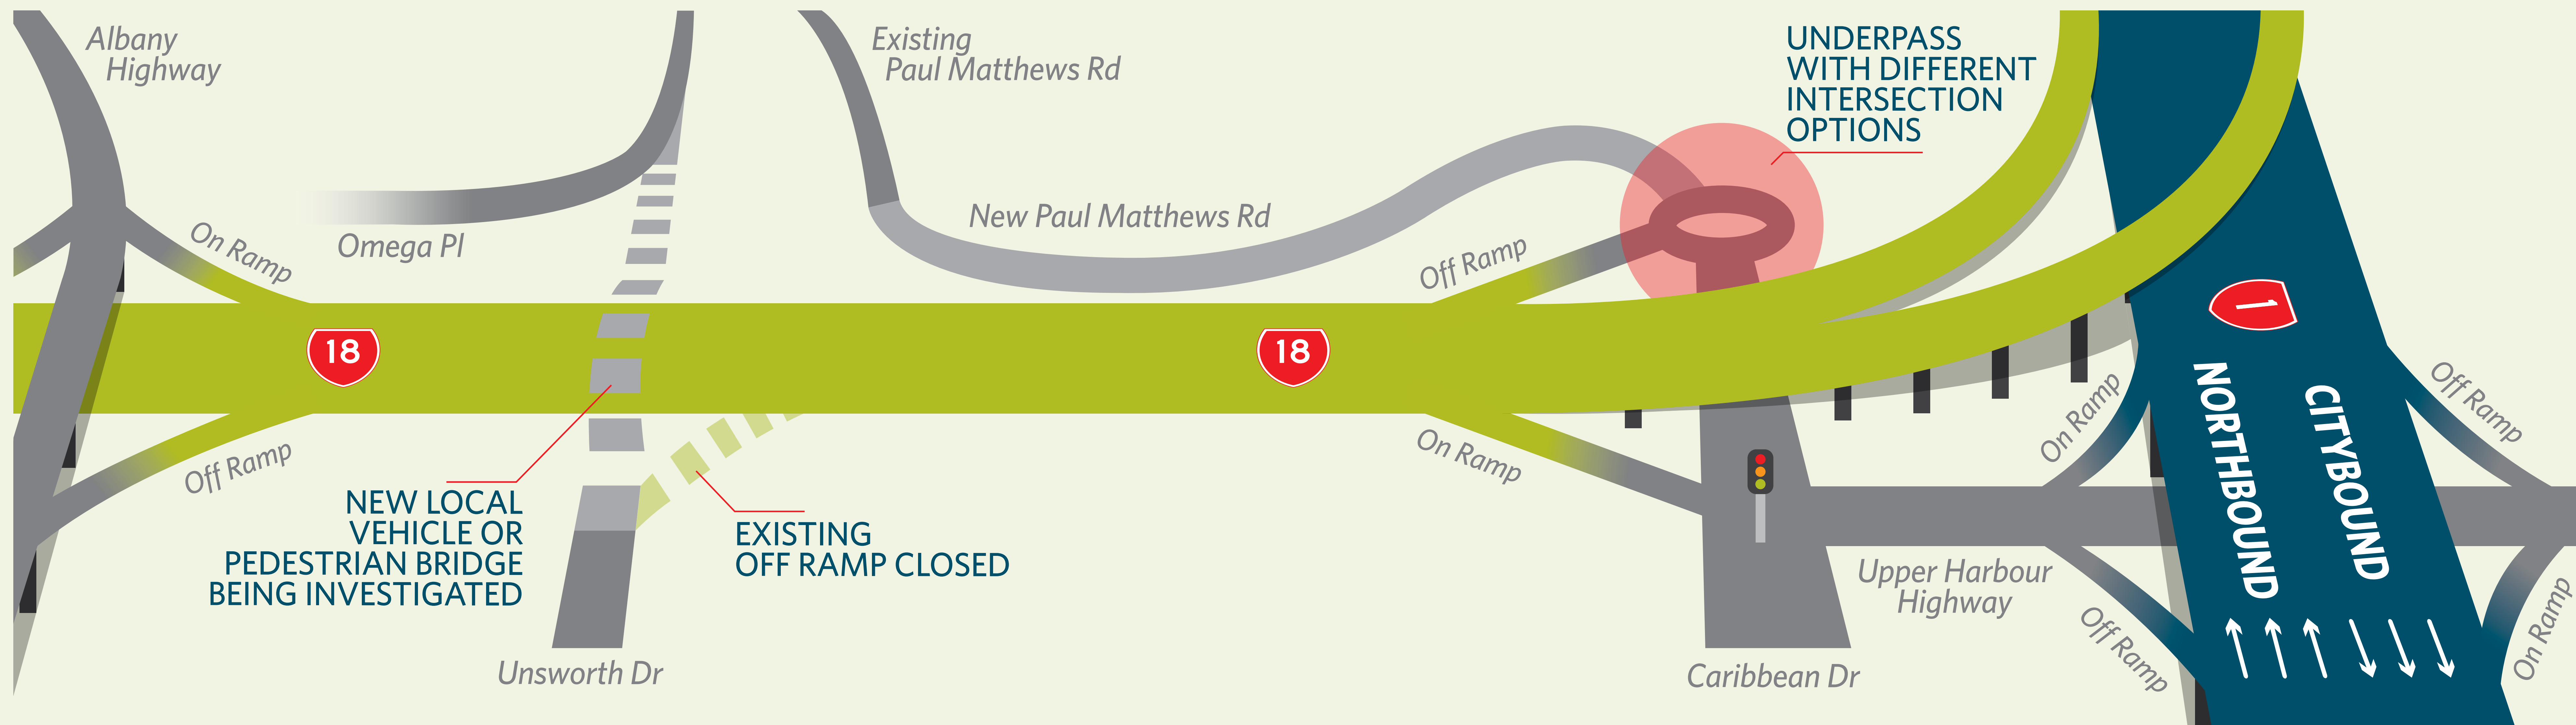 Albany
Highway
Existing
Paul Matthews Rd
UNDERPASS
WITH DIFFERENT
INTERSECTION
OPTIONS
On Ramp
Omega Pl
New Paul Matthews Rd
Off Ramp
18
18
1
Off Ramp
On Ramp
On Ramp
Off Ramp
NORTHBOUND
CITYBOUND
NEW LOCAL
VEHICLE OR
PEDESTRIAN BRIDGE
BEING INVESTIGATED
EXISTING
OFF RAMP CLOSED
Upper Harbour
Highway
Off Ramp
On Ramp
Unsworth Dr
Caribbean Dr